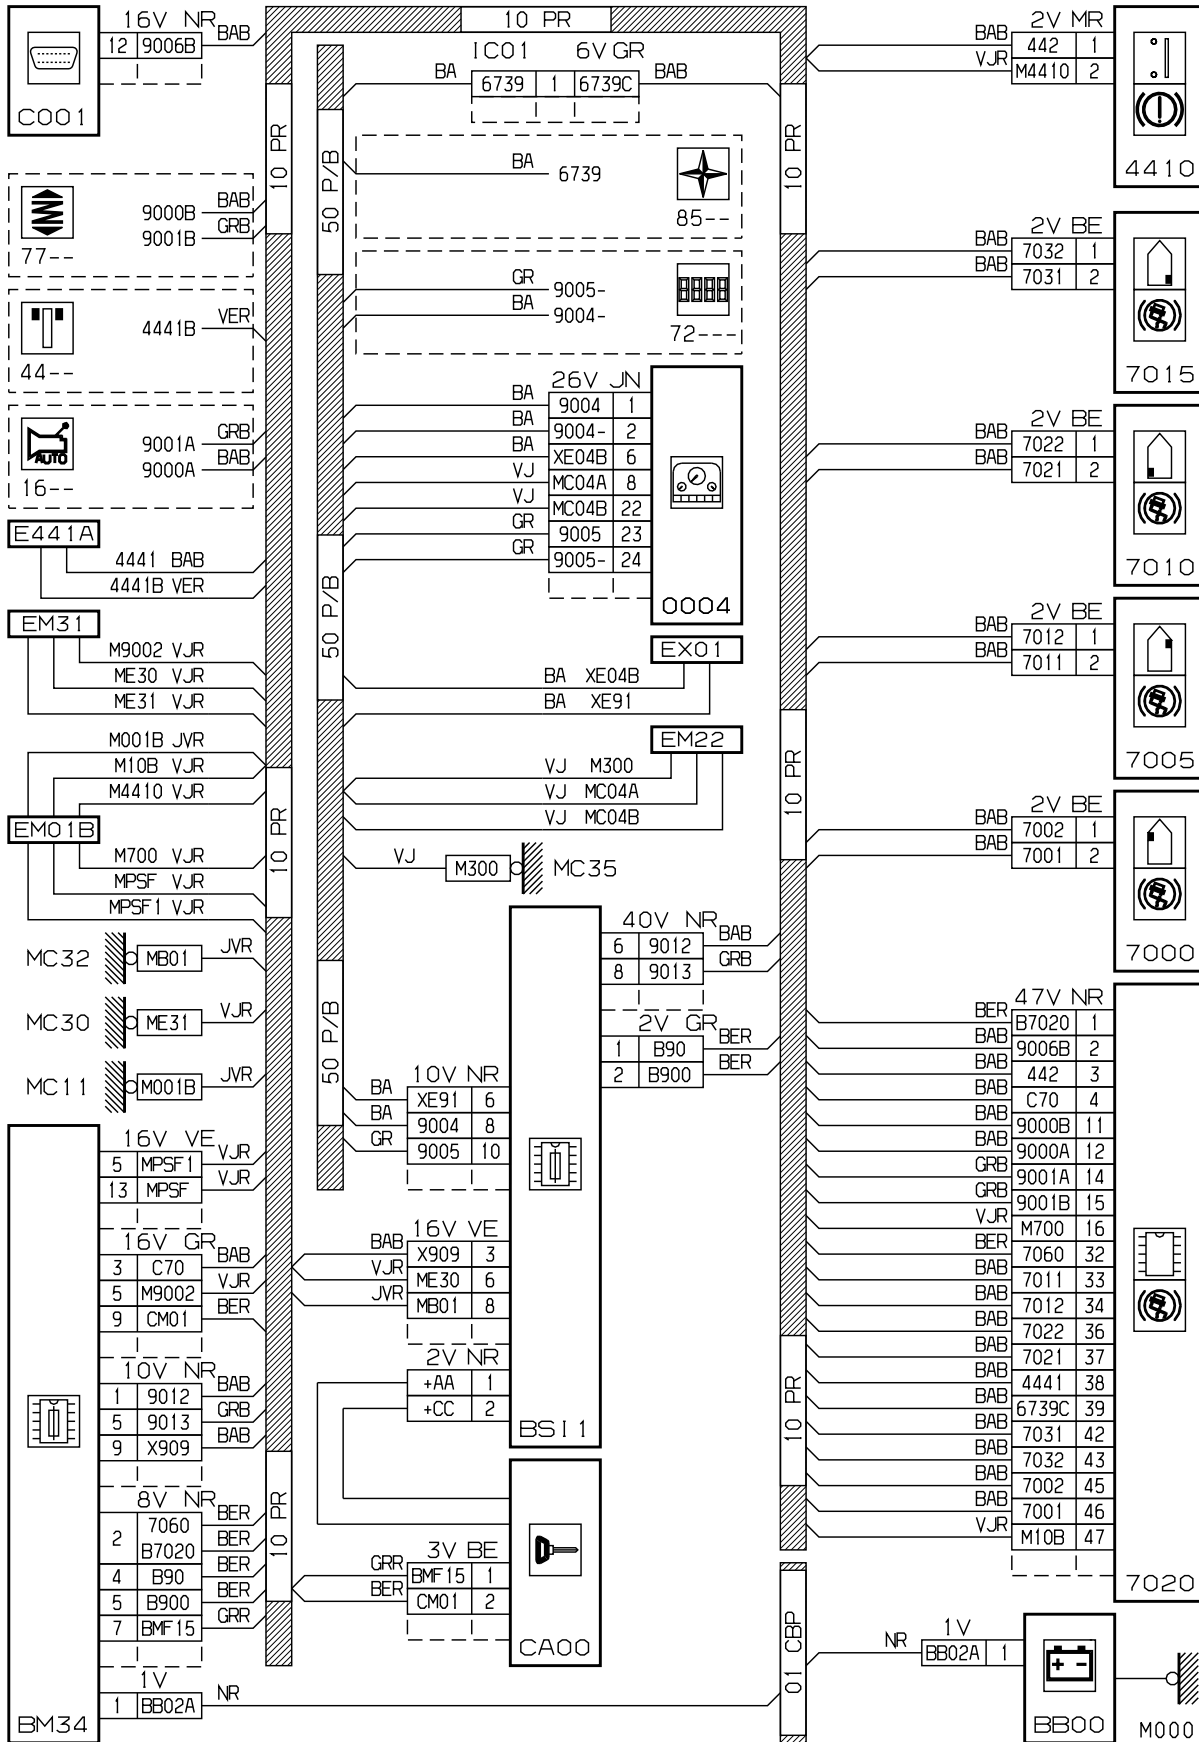 10 PR
16V NR
12 9006B BAB
C001
10 PR
9000B BAB
9001B GRB
77--
4441B VER
44--
AUTO
9001A GRB
9000A BAB
16--
E441A
4441 BAB
4441B VER
EM31
M9002 VJR
ME30 VJR
ME31 VJR
M001B JVR
M10B VJR
M4410 VJR
EM01B
M700 VJR
MPSF VJR
MPSF1 VJR
10 PR
MC32 MB01 JVR
MC30 ME31 VJR
MC11 M001B JVR
16V VE
5 MPSF1 VJR
13 MPSF VJR
16V GR
3 C70 BAB
5 M9002 VJR
9 CM01 BER
10V NR
1 9012 BAB
5 9013 GRB
9 X909 BAB
8V NR
2 7060 BER
B7020 BER
4 B90 BER
5 B900 BER
7 BMF15 GRR
1V
1 BB02A NR
BM34
10 PR
IC01 6V GR
BA 6739 1 6739C BAB
50 P/B
BA 6739
85--
GR 9005-
BA 9004-
72---
26V JN
BA 9004 1
BA 9004- 2
BA XE04B 6
VJ MC04A 8
VJ MC04B 22
GR 9005 23
GR 9005- 24
0004
50 P/B
EX01
BA XE04B
BA XE91
EM22
VJ M300
VJ MC04A
VJ MC04B
VJ M300 MC35
40V NR
6 9012 BAB
8 9013 GRB
2V GR
1 B90 BER
2 B900 BER
50 P/B
10V NR
BA XE91 6
BA 9004 8
GR 9005 10
16V VE
BAB X909 3
VJR ME30 6
JVR MB01 8
2V NR
+AA 1
+CC 2
BSI1
3V BE
GRR BMF15 1
BER CM01 2
CA00
10 PR
10 PR
10 PR
01 CBP
2V MR
BAB 442 1
VJR M4410 2
4410
2V BE
BAB 7032 1
BAB 7031 2
7015
2V BE
BAB 7022 1
BAB 7021 2
7010
2V BE
BAB 7012 1
BAB 7011 2
7005
2V BE
BAB 7002 1
BAB 7001 2
7000
47V NR
BER B7020 1
BAB 9006B 2
BAB 442 3
BAB C70 4
BAB 9000B 11
BAB 9000A 12
GRB 9001A 14
GRB 9001B 15
VJR M700 16
BER 7060 32
BAB 7011 33
BAB 7012 34
BAB 7022 36
BAB 7021 37
BAB 4441 38
BAB 6739C 39
BAB 7031 42
BAB 7032 43
BAB 7002 45
BAB 7001 46
VJR M10B 47
7020
1V
NR BB02A 1
+ -
BB00
M000